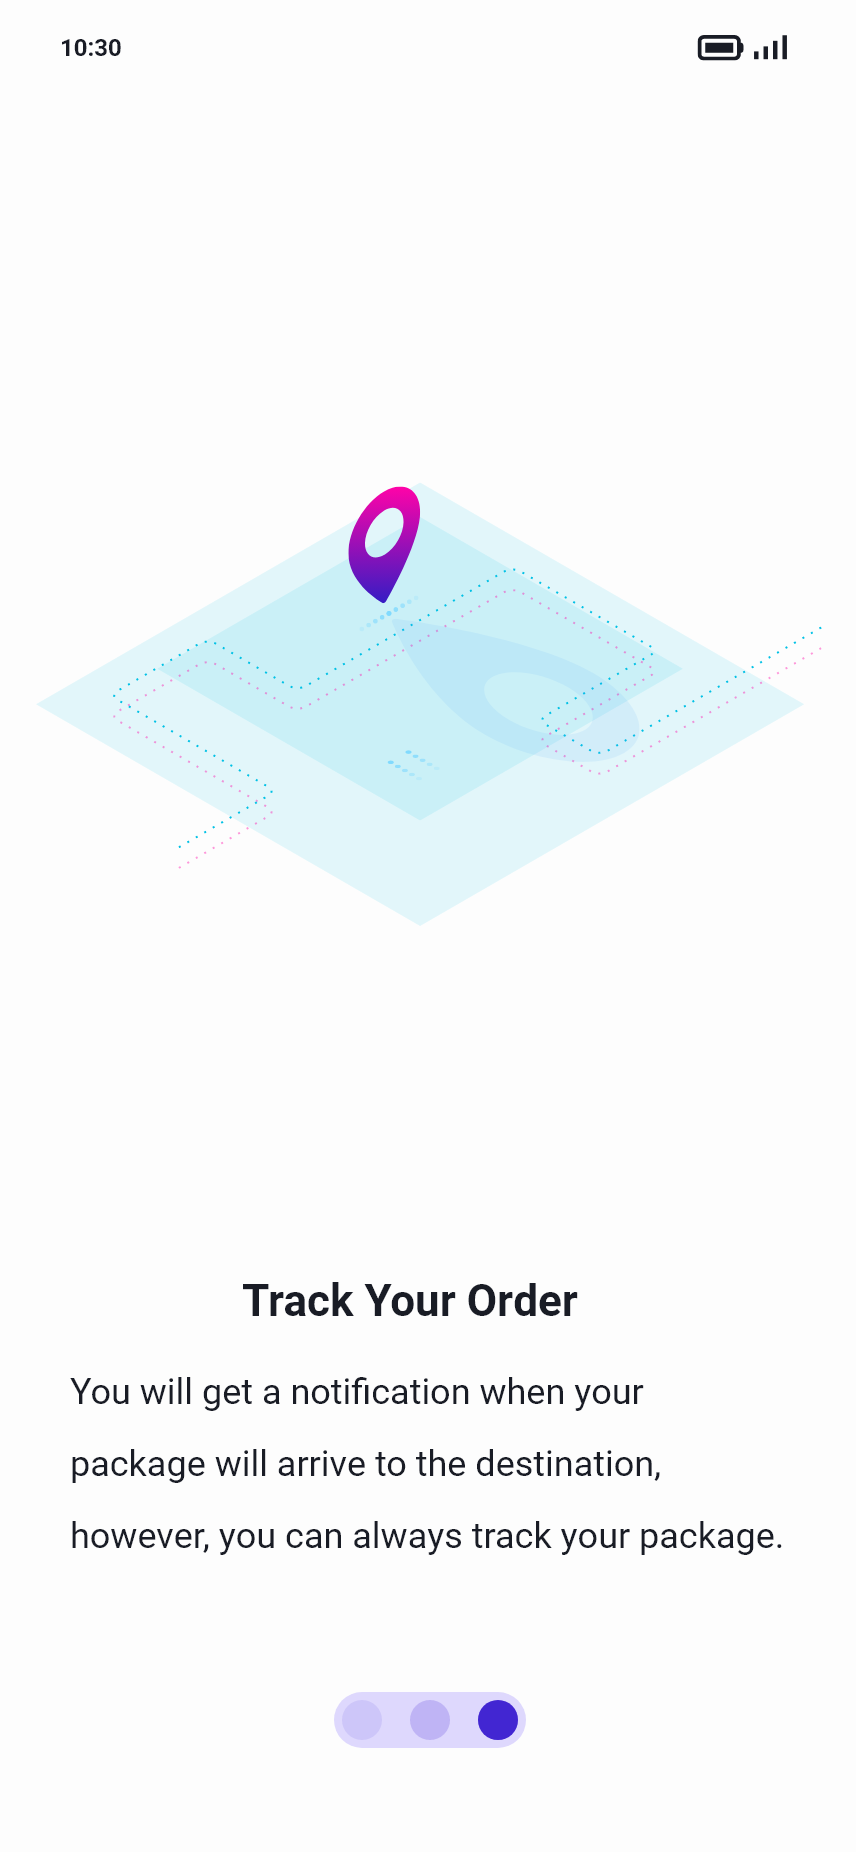 10:30
Track Your Order
You will get a notification when your
package will arrive to the destination,
however, you can always track your package.